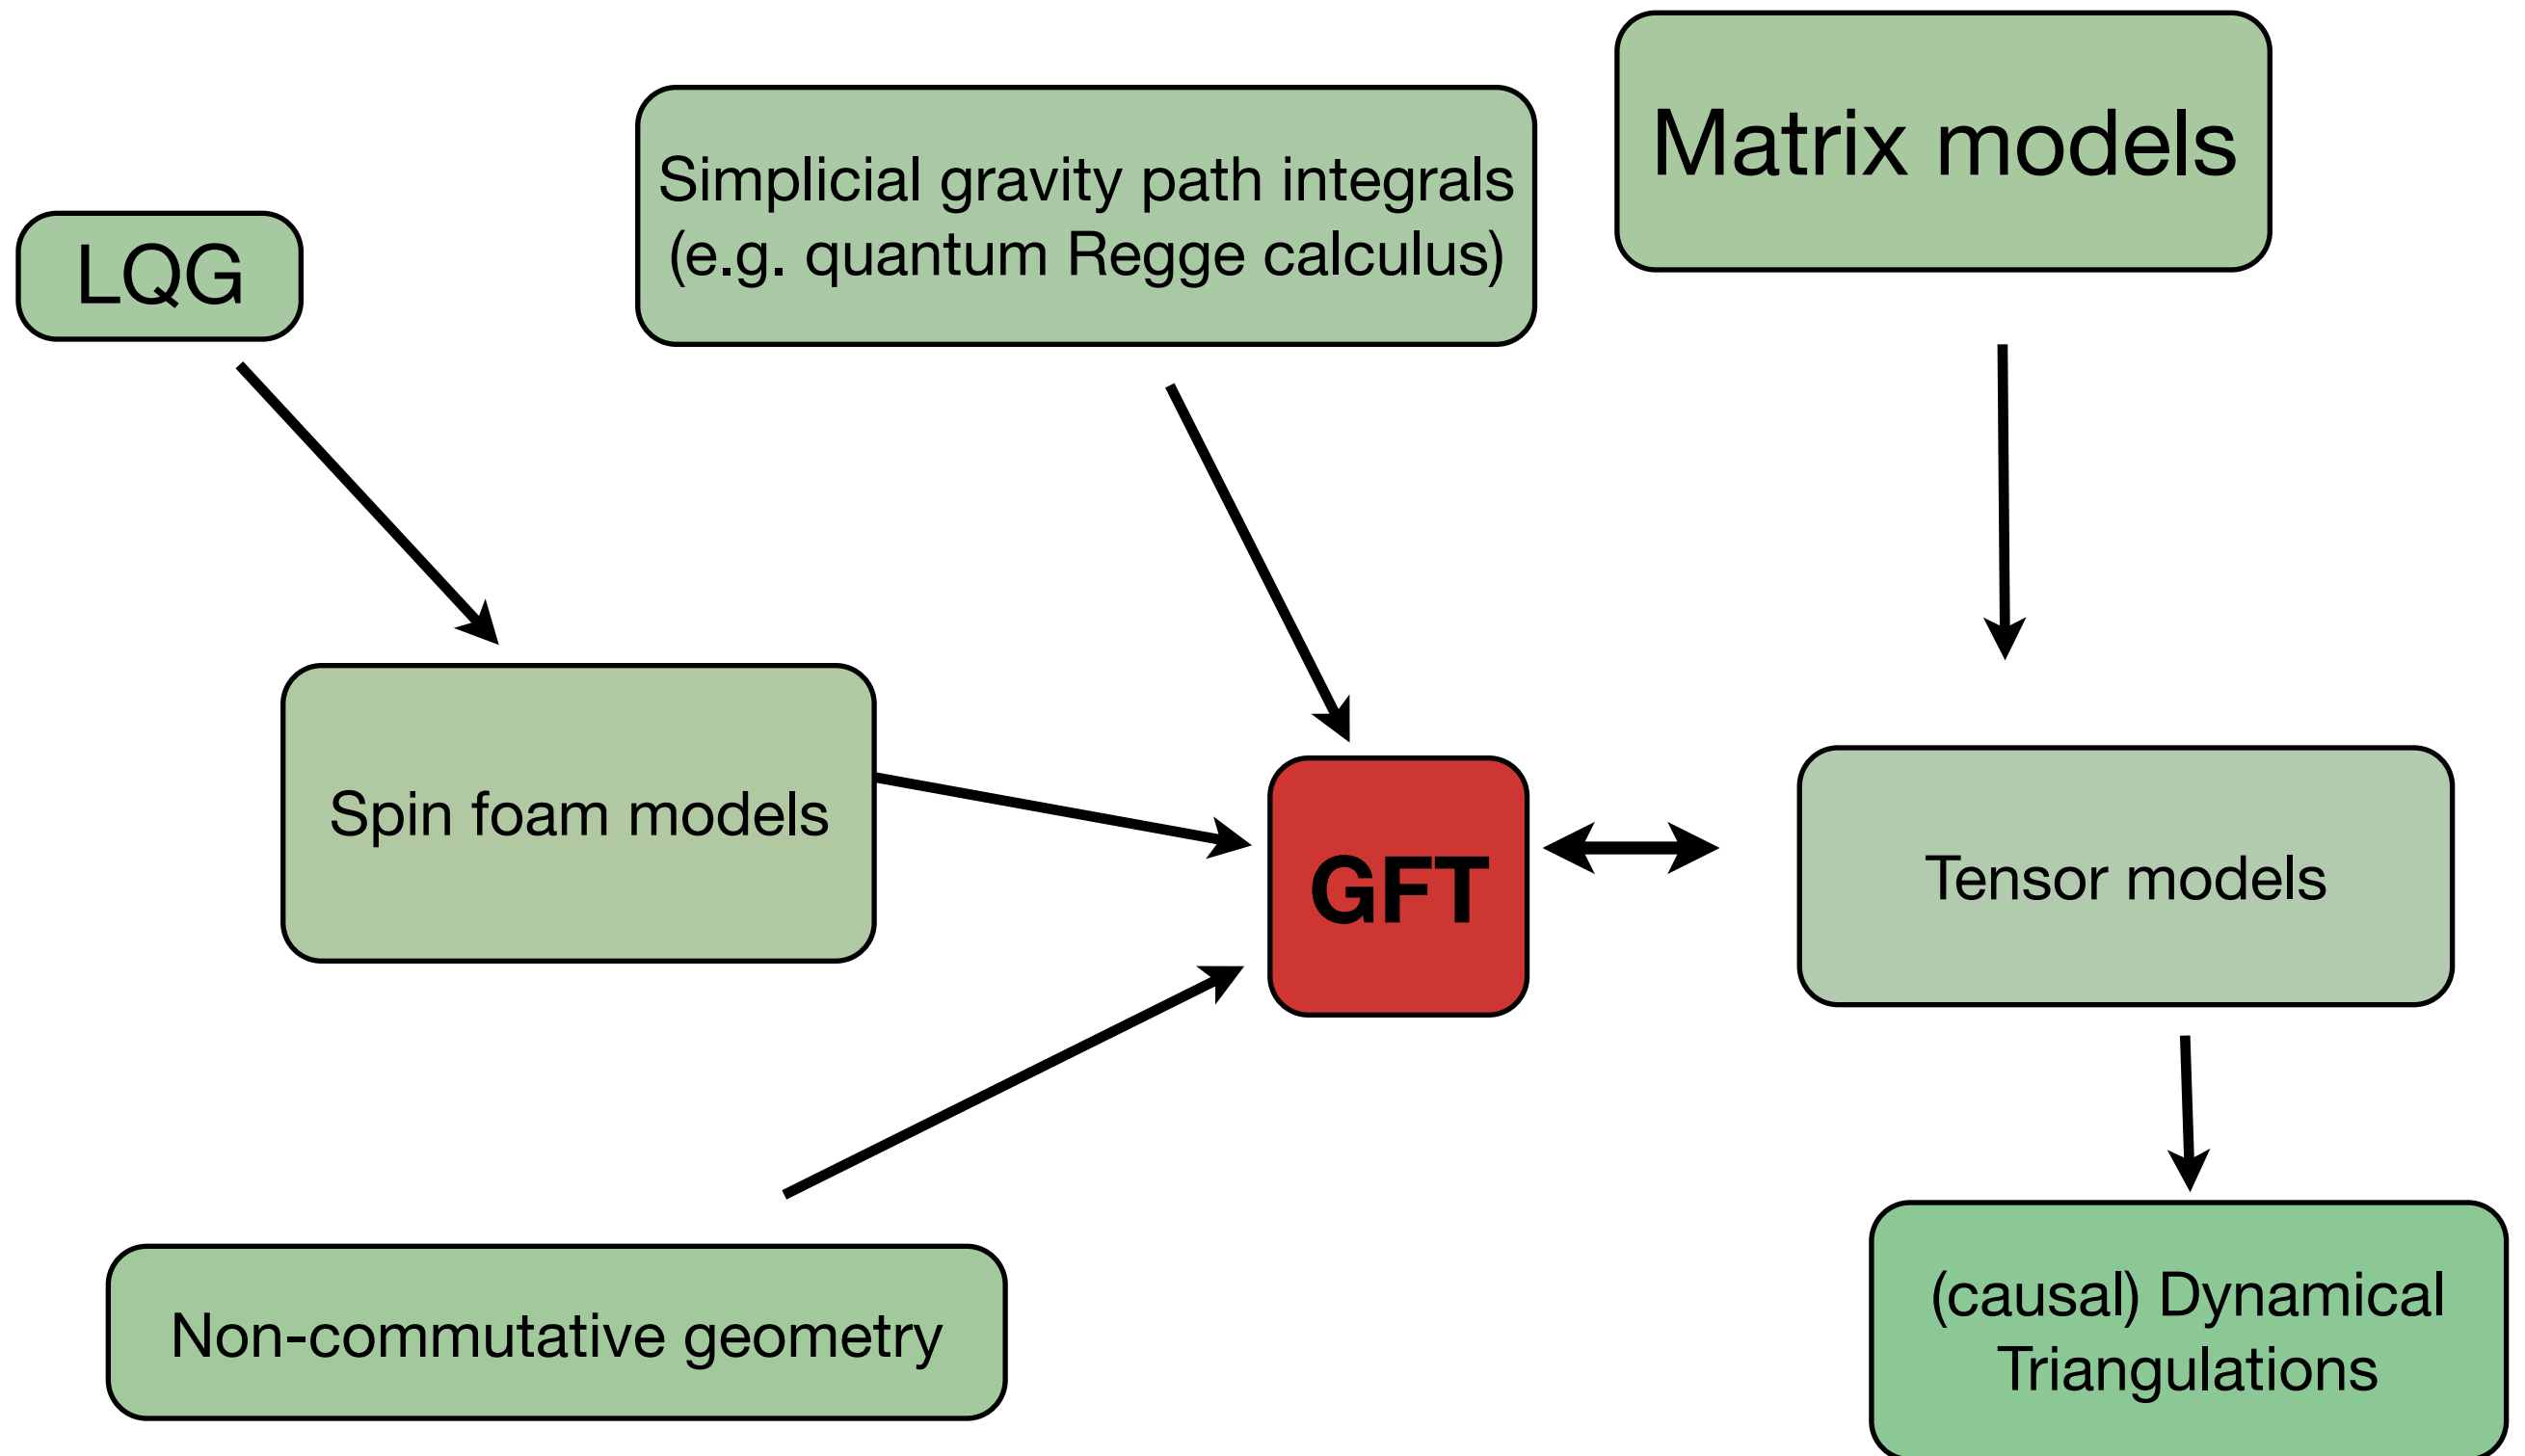 Matrix models
Simplicial gravity path integrals
(e.g. quantum Regge calculus)
LQG
Spin foam models
GFT
Tensor models
Non-commutative geometry
(causal) Dynamical
Triangulations